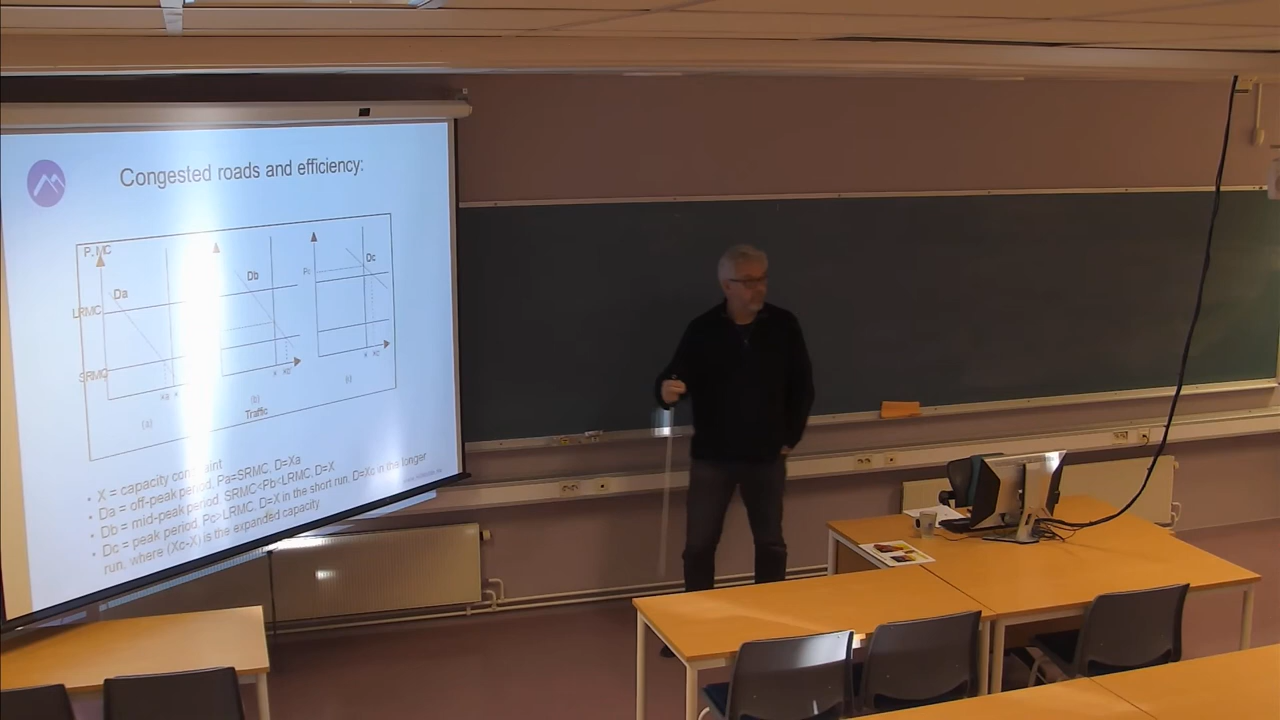 Congested roads and efficiency:
P. MC
Da
Db
Dc
Pc
LRMC
SRMC
(a)
(b)
Traffic
• X = capacity constraint
• Da = off-peak period, Pa=SRMC, D=Xa
• Db = mid-peak period, SRMC<Pb<LRMC, D=X
• Dc = peak period, Pc>LRMC, D=X in the short run, D=Xc in the longer
run, where (Xc-X) is the expanded capacity